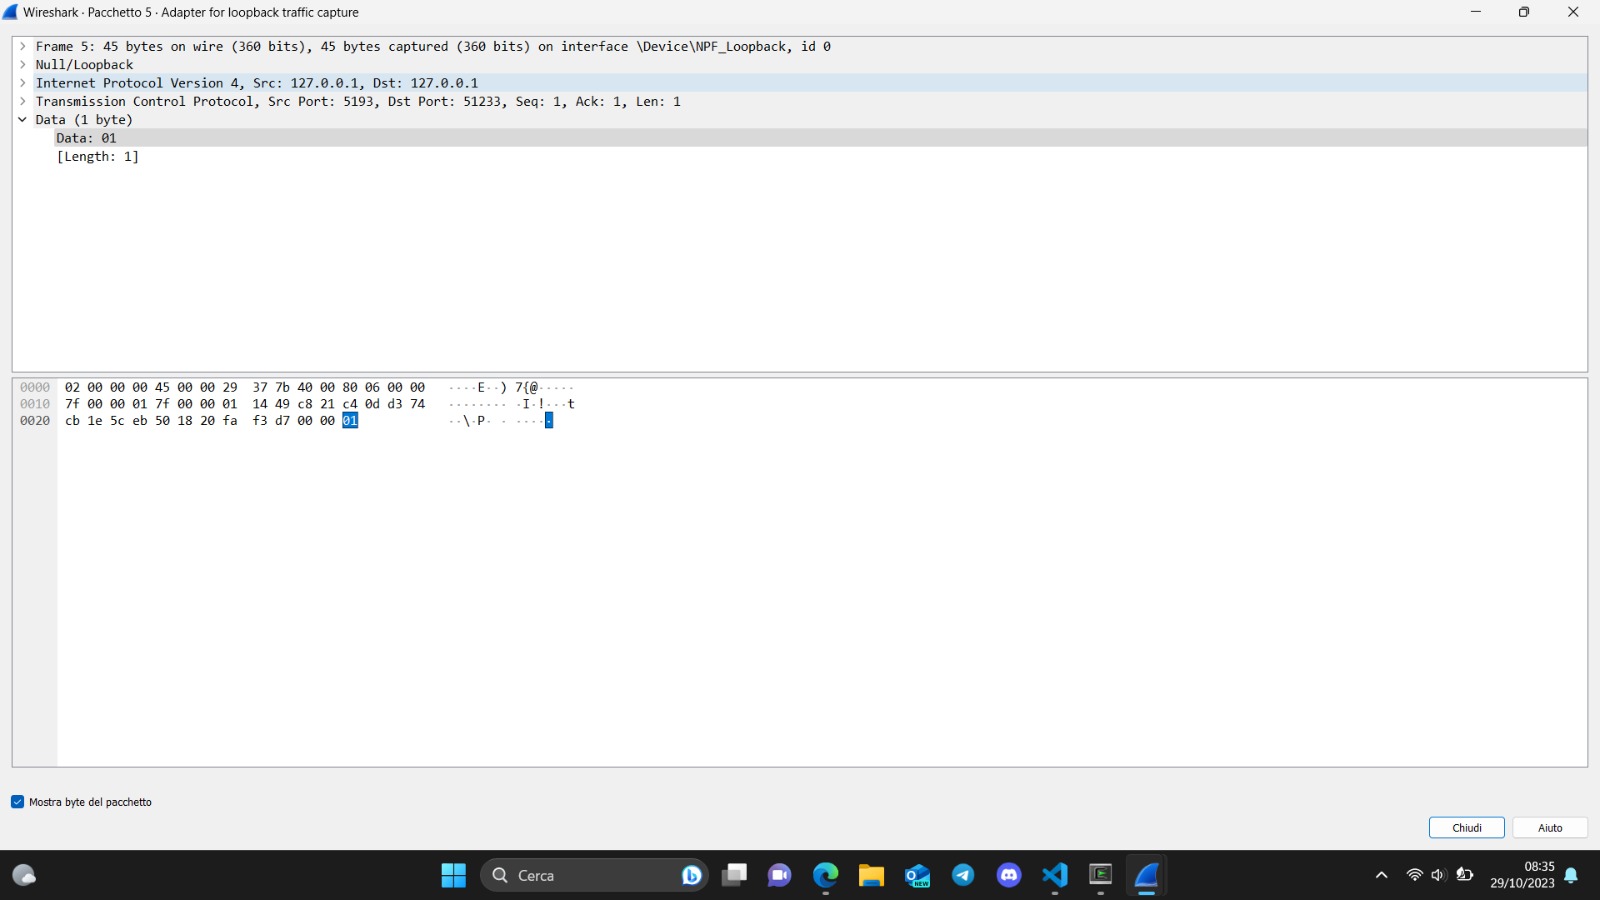 Wireshark · Pacchetto 5 · Adapter for loopback traffic capture
Frame 5: 45 bytes on wire (360 bits), 45 bytes captured (360 bits) on interface \Device\NPF_Loopback, id 0
Null/Loopback
Internet Protocol Version 4, Src: 127.0.0.1, Dst: 127.0.0.1
Transmission Control Protocol, Src Port: 5193, Dst Port: 51233, Seq: 1, Ack: 1, Len: 1
Data (1 byte)
Data: 01
[Length: 1]
0000 02 00 00 00 45 00 00 29 37 7b 40 00 80 06 00 00 ····E··) 7{@·····
0010 7f 00 00 01 7f 00 00 01 14 49 c8 21 c4 0d d3 74 ········ ·I·!···t
0020 cb 1e 5c eb 50 18 20 fa f3 d7 00 00 01 ··\·P· · ·····
Mostra byte del pacchetto
Chiudi Aiuto
Cerca
NEW
08:35
29/10/2023